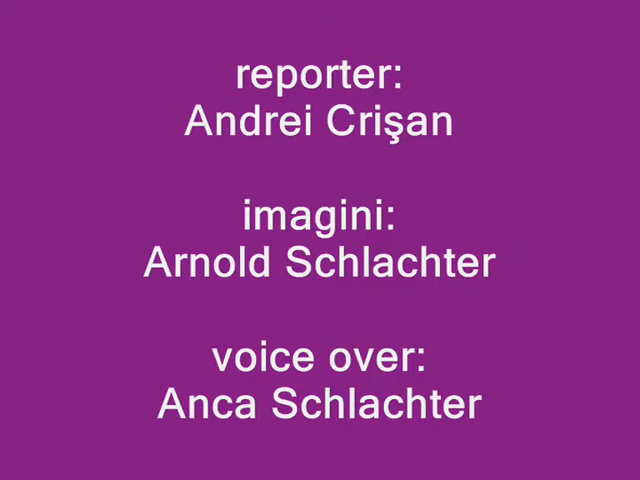 reporter:
Andrei Crişan
imagini:
Arnold Schlachter
voice over:
Anca Schlachter